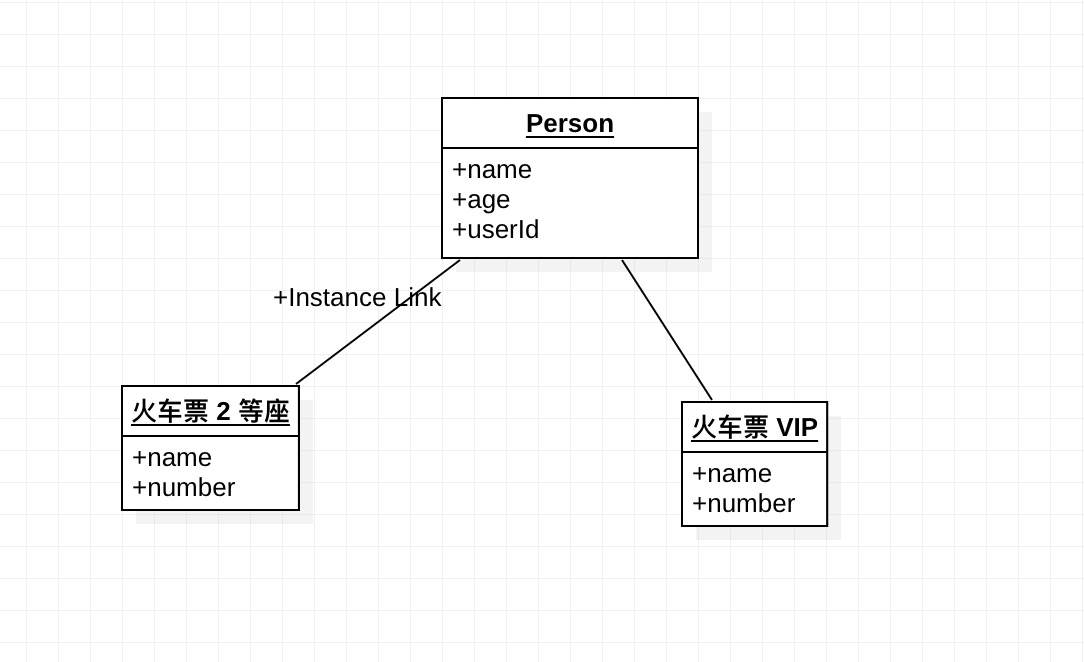 Person
+name
+age
+userId
+Instance Link
火车票 2 等座
+name
+number
火车票 VIP
+name
+number